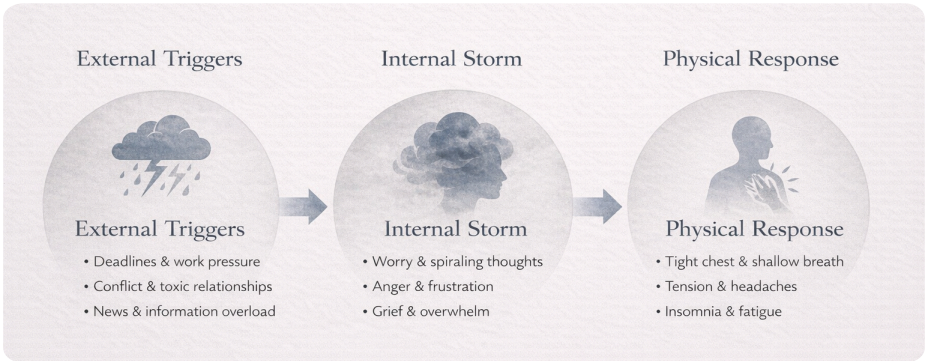 External Triggers
Internal Storm
Physical Response
External Triggers
• Deadlines & work pressure
• Conflict & toxic relationships
• News & information overload
Internal Storm
• Worry & spiraling thoughts
• Anger & frustration
• Grief & overwhelm
Physical Response
• Tight chest & shallow breath
• Tension & headaches
• Insomnia & fatigue